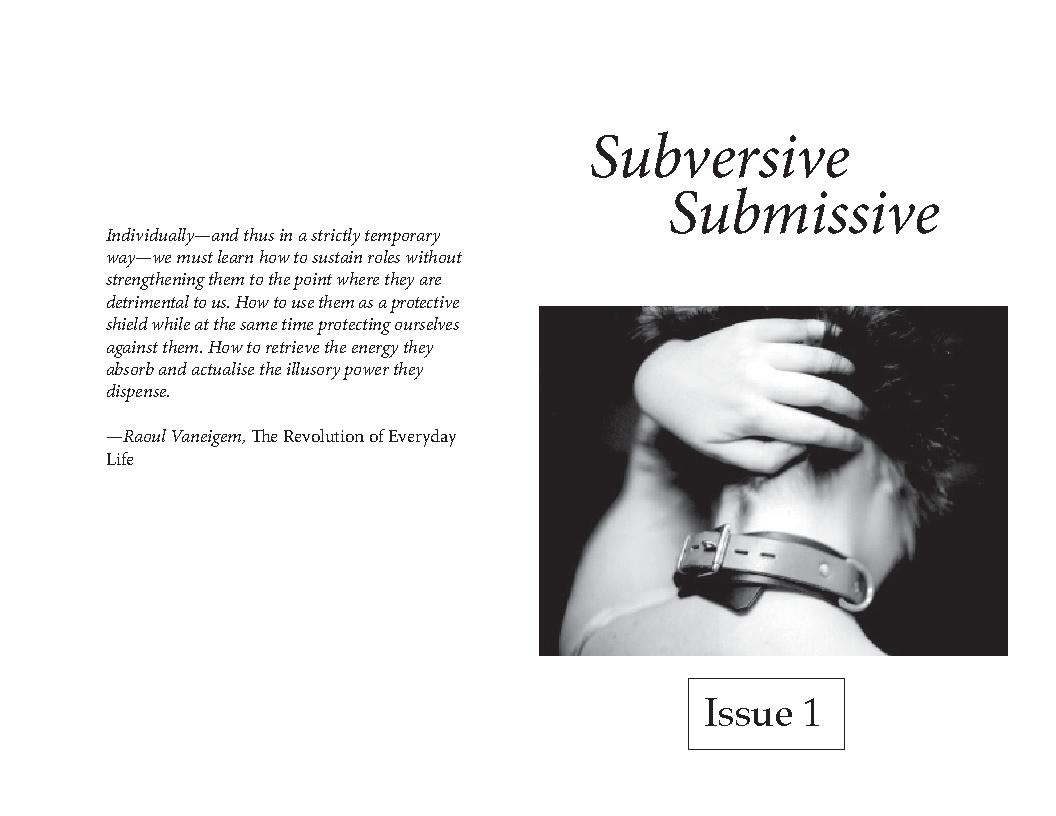 Individually—and thus in a strictly temporary
way—we must learn how to sustain roles without
strengthening them to the point where they are
detrimental to us. How to use them as a protective
shield while at the same time protecting ourselves
against them. How to retrieve the energy they
absorb and actualise the illusory power they
dispense.
—Raoul Vaneigem, The Revolution of Everyday
Life
Subversive
Submissive
Issue 1